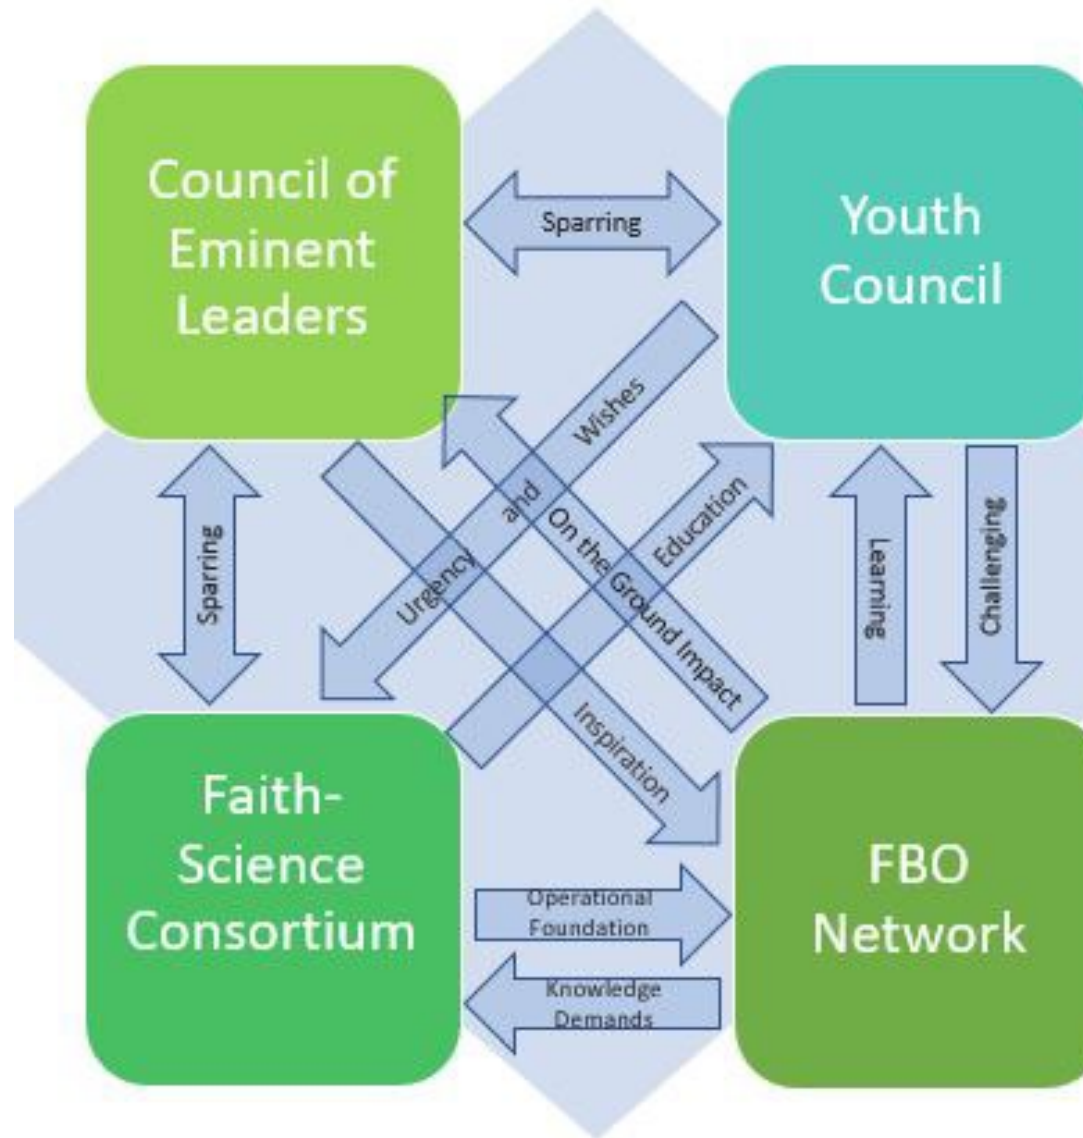 Council of
Eminent
Leaders
Sparring
Youth
Council
Urgency and Wishes
On the Ground Impact
Education
Inspiration
Sparring
Learning
Challenging
Faith-
Science
Consortium
Operational
Foundation
Knowledge
Demands
FBO
Network